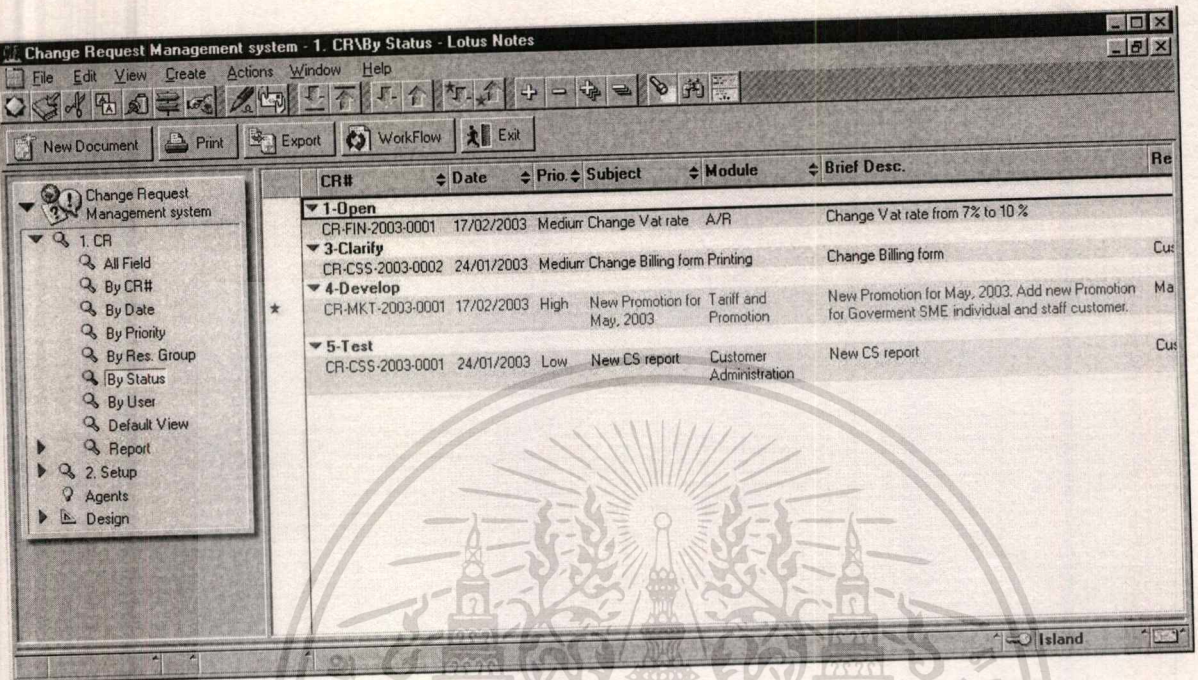 Change Request Management system - 1. CR\By Status - Lotus Notes
File Edit View Create Actions Window Help
New Document Print Export WorkFlow Exit
Change Request
Management system
1. CR
All Field
By CR#
By Date
By Priority
By Res. Group
By Status
By User
Default View
Report
2. Setup
Agents
Design
CR# Date Prio. Subject Module Brief Desc. Re
1-Open
CR-FIN-2003-0001 17/02/2003 Medium Change Vat rate A/R Change Vat rate from 7% to 10 %
3-Clarify
CR-CSS-2003-0002 24/01/2003 Medium Change Billing form Printing Change Billing form Cus
4-Develop
CR-MKT-2003-0001 17/02/2003 High New Promotion for Tariff and New Promotion for May, 2003. Add new Promotion Ma
May, 2003 Promotion for Goverment SME individual and staff customer.
5-Test
CR-CSS-2003-0001 24/01/2003 Low New CS report Customer New CS report Cus
Administration
Island